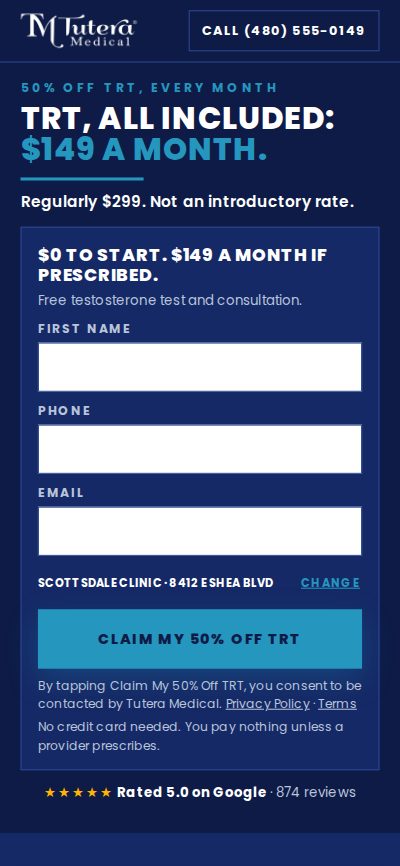 Tutera®
Medical
CALL (480) 555-0149
50% OFF TRT, EVERY MONTH
TRT, ALL INCLUDED:
$149 A MONTH.
Regularly $299. Not an introductory rate.
$0 TO START. $149 A MONTH IF
PRESCRIBED.
Free testosterone test and consultation.
FIRST NAME
PHONE
EMAIL
SCOTTSDALE CLINIC · 8412 E SHEA BLVD
CHANGE
CLAIM MY 50% OFF TRT
By tapping Claim My 50% Off TRT, you consent to be
contacted by Tutera Medical. Privacy Policy · Terms
No credit card needed. You pay nothing unless a
provider prescribes.
★★★★★ Rated 5.0 on Google · 874 reviews